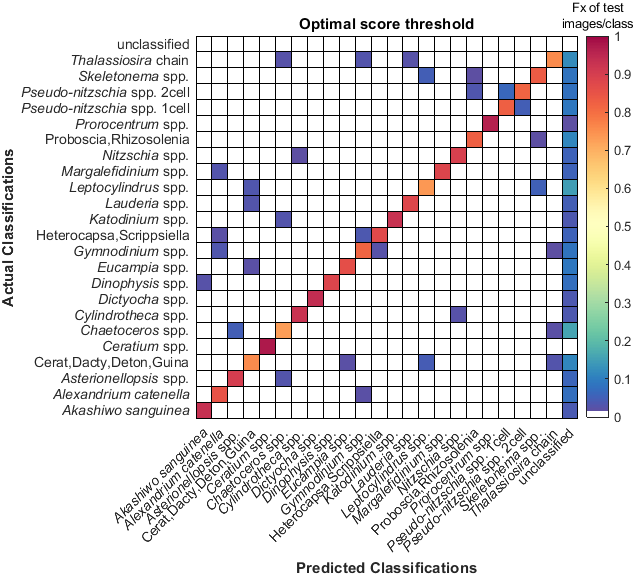 Optimal score threshold
Fx of test
images/class
unclassified
Thalassiosira chain
Skeletonema spp.
Pseudo-nitzschia spp. 2cell
Pseudo-nitzschia spp. 1cell
Prorocentrum spp.
Proboscia,Rhizosolenia
Nitzschia spp.
Margalefidinium spp.
Leptocylindrus spp.
Lauderia spp.
Katodinium spp.
Heterocapsa,Scrippsiella
Gymnodinium spp.
Eucampia spp.
Dinophysis spp.
Dictyocha spp.
Cylindrotheca spp.
Chaetoceros spp.
Ceratium spp.
Cerat,Dacty,Deton,Guina
Asterionellopsis spp.
Alexandrium catenella
Akashiwo sanguinea
Actual Classifications
1
0.9
0.8
0.7
0.6
0.5
0.4
0.3
0.2
0.1
0
Akashiwo sanguinea
Alexandrium catenella
Asterionellopsis spp.
Cerat,Dacty,Deton,Guina
Ceratium spp
Chaetoceros spp
Cylindrotheca spp
Dictyocha spp
Dinophysis spp
Eucampia spp
Gymnodinium spp
Heterocapsa,Scrippsiella
Katodinium spp
Lauderia spp
Leptocylindrus spp
Margalefidinium spp
Nitzschia spp.
Proboscia,Rhizosolenia
Prorocentrum spp
Pseudo-nitzschia spp. 1cell
Pseudo-nitzschia spp. 2cell
Skeletonema spp.
Thalassiosira chain
unclassified
Predicted Classifications